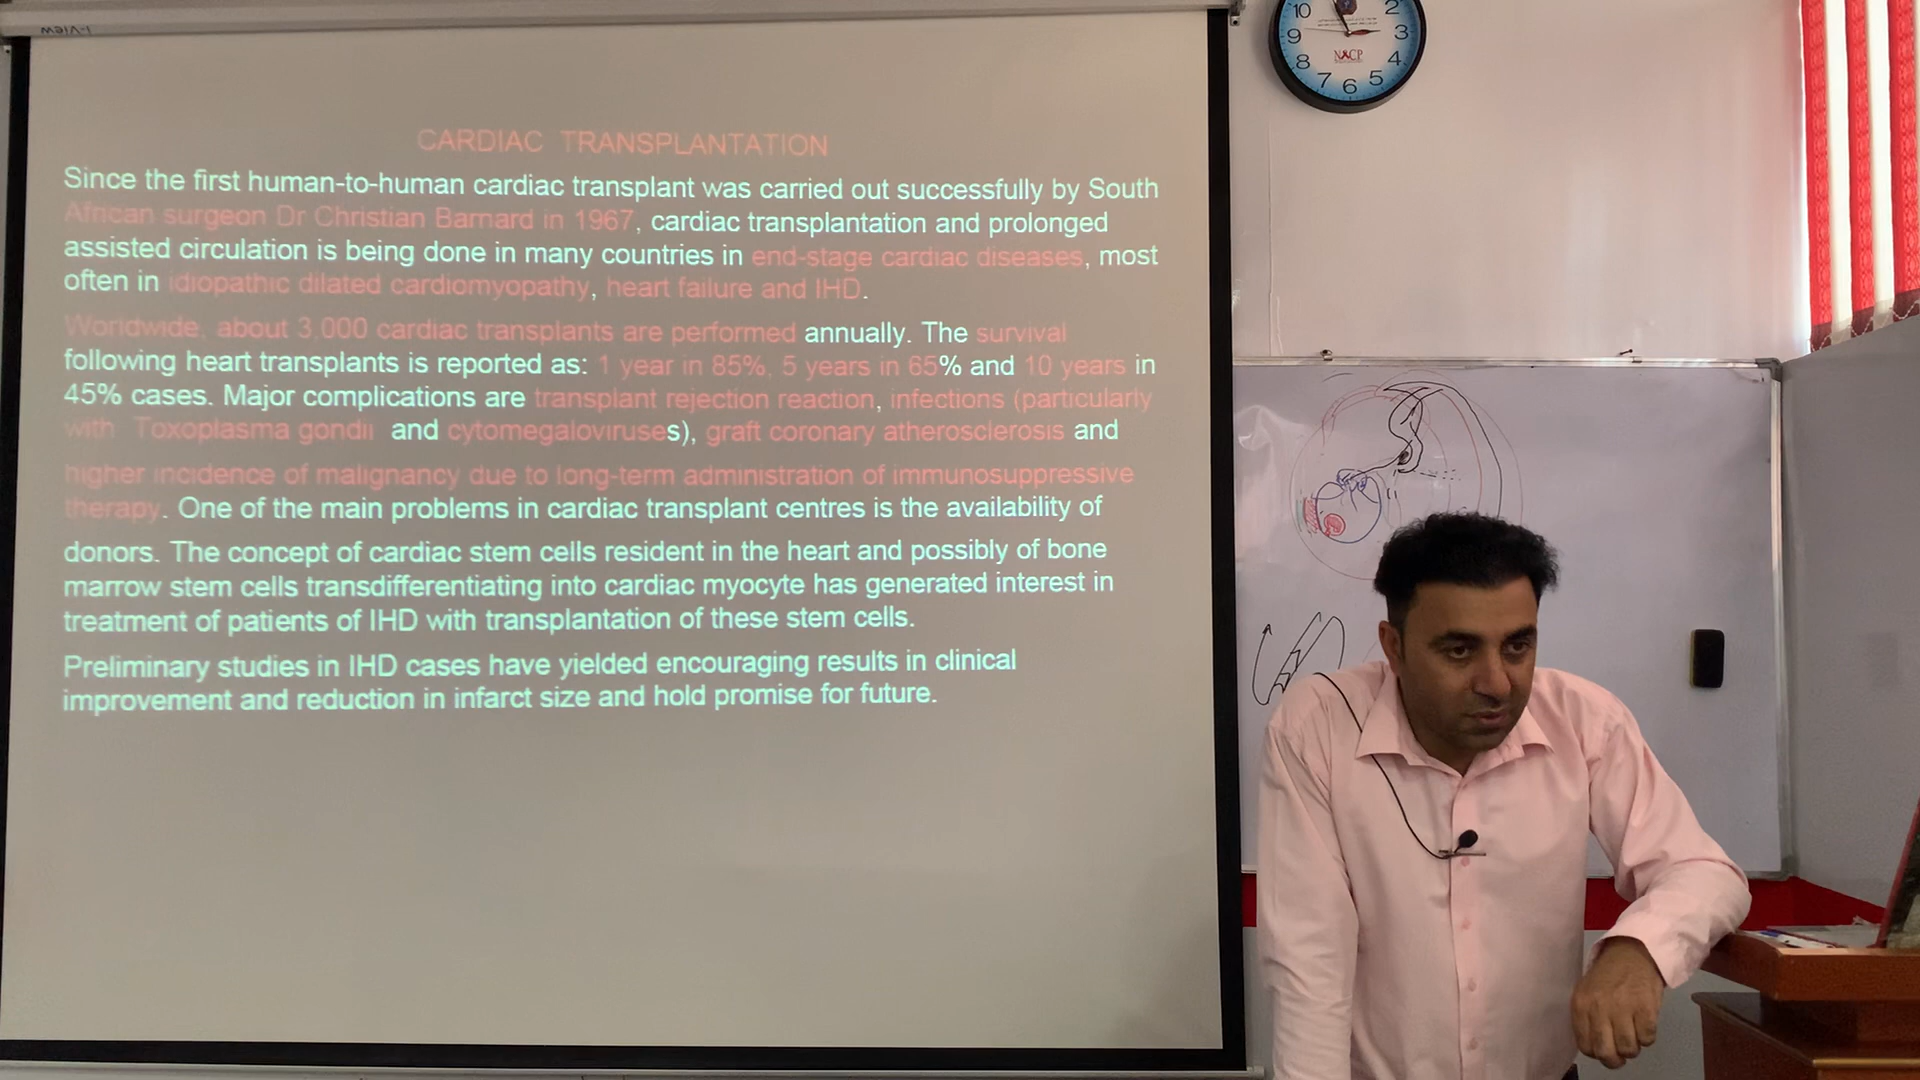 I-VIEW
CARDIAC TRANSPLANTATION
Since the first human-to-human cardiac transplant was carried out successfully by South
African surgeon Dr Christian Barnard in 1967, cardiac transplantation and prolonged
assisted circulation is being done in many countries in end-stage cardiac diseases, most
often in idiopathic dilated cardiomyopathy, heart failure and IHD.
Worldwide, about 3,000 cardiac transplants are performed annually. The survival
following heart transplants is reported as: 1 year in 85%, 5 years in 65% and 10 years in
45% cases. Major complications are transplant rejection reaction, infections (particularly
with Toxoplasma gondii and cytomegaloviruses), graft coronary atherosclerosis and
higher incidence of malignancy due to long-term administration of immunosuppressive
therapy. One of the main problems in cardiac transplant centres is the availability of
donors. The concept of cardiac stem cells resident in the heart and possibly of bone
marrow stem cells transdifferentiating into cardiac myocyte has generated interest in
treatment of patients of IHD with transplantation of these stem cells.
Preliminary studies in IHD cases have yielded encouraging results in clinical
improvement and reduction in infarct size and hold promise for future.
10 2
9 3
NACP
8 4
7 6 5